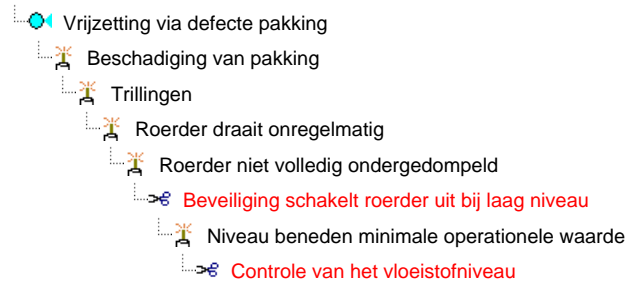 Vrijzetting via defecte pakking
Beschadiging van pakking
Trillingen
Roerder draait onregelmatig
Roerder niet volledig ondergedompeld
Beveiliging schakelt roerder uit bij laag niveau
Niveau beneden minimale operationele waarde
Controle van het vloeistofniveau